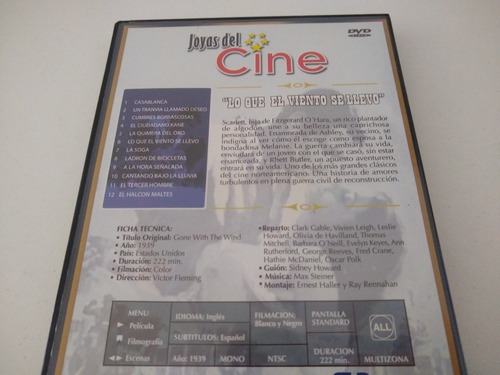 Joyas del
Cine
DVD
VIDEO
1 CASABLANCA
2 UN TRANVIA LLAMADO DESEO
3 CUMBRES BORRASCOSAS
4 EL CIUDADANO KANE
5 LA QUIMERA DEL ORO
6 LO QUE EL VIENTO SE LLEVO
7 LA SOGA
8 LADRON DE BICICLETAS
9 A LA HORA SEÑALADA
10 CANTANDO BAJO LA LLUVIA
11 EL TERCER HOMBRE
12 EL HALCON MALTES
"LO QUE EL VIENTO SE LLEVO"
Scarlett, hija de Fitzgerald O'Hara, un rico plantador
de algodón, une a su belleza una caprichosa
personalidad. Enamorada de Ashley, su vecino, se
indigna al ver cómo él escoge como esposa a la
bondadosa Melanie. La guerra cambiará su vida,
enviudará de un joven con el que se casó, sin estar
enamorada, y Rhett Butler, un apuesto aventurero,
entrará en su vida. Uno de los más grandes clásicos
del cine norteamericano. Una historia de amores
turbulentos en plena guerra civil de reconstrucción.
FICHA TECNICA:
• Título Original: Gone With The Wind
• Año: 1939
• País: Estados Unidos
• Duración: 222 min.
• Filmación: Color
• Dirección: Victor Fleming
• Reparto: Clark Gable, Vivien Leigh, Leslie
Howard, Olivia de Havilland, Thomas
Mitchell, Barbara O'Neill, Evelyn Keyes, Ann
Rutherford, George Reeves, Fred Crane,
Hathie McDaniel, Oscar Polk
• Guión: Sidney Howard
• Música: Max Steiner
• Montaje: Ernest Haller y Ray Rennahan
MENU
Película
Filmografía
Escenas
IDIOMA: Inglés
SUBTITULOS: Español
Año: 1939
MONO
FILMACION:
Blanco y Negro
NTSC
PANTALLA
STANDARD
DURACION
222 min.
ALL
MULTIZONA